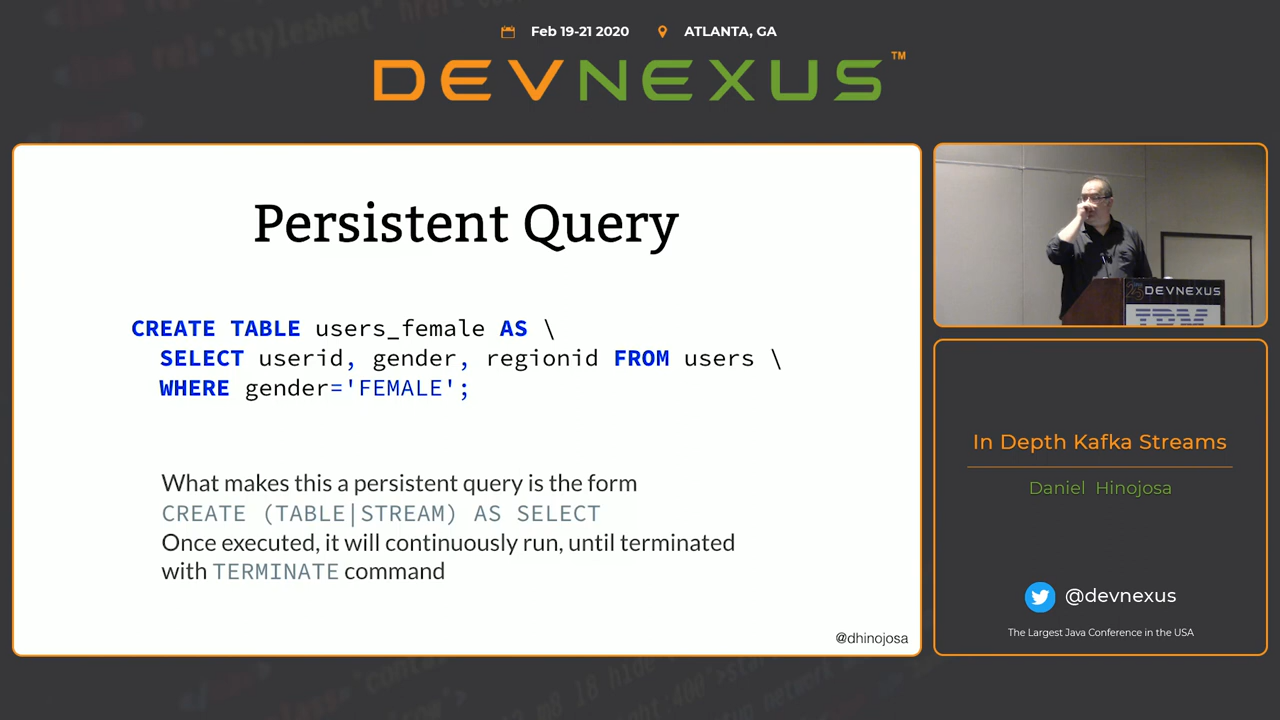 Feb 19-21 2020 ATLANTA, GA
DEVNEXUS™
Persistent Query
CREATE TABLE users_female AS \
SELECT userid, gender, regionid FROM users \
WHERE gender='FEMALE';
What makes this a persistent query is the form
CREATE (TABLE|STREAM) AS SELECT
Once executed, it will continuously run, until terminated
with TERMINATE command
@dhinojosa
DEVNEXUS
IBM
In Depth Kafka Streams
Daniel Hinojosa
@devnexus
The Largest Java Conference in the USA